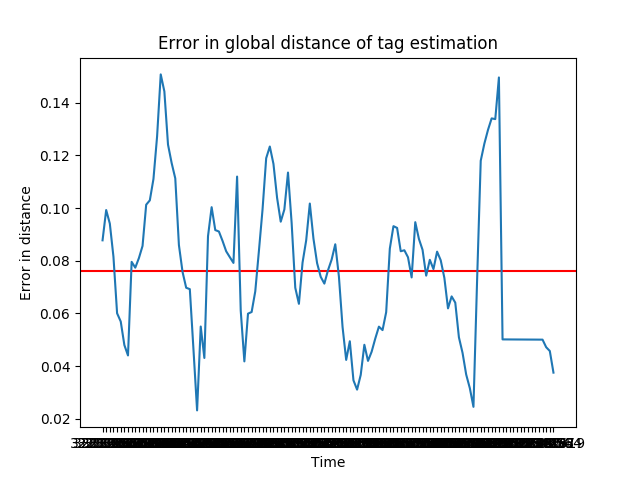 Error in global distance of tag estimation
0.14
0.12
0.10
0.08
0.06
0.04
0.02
Error in distance
Time